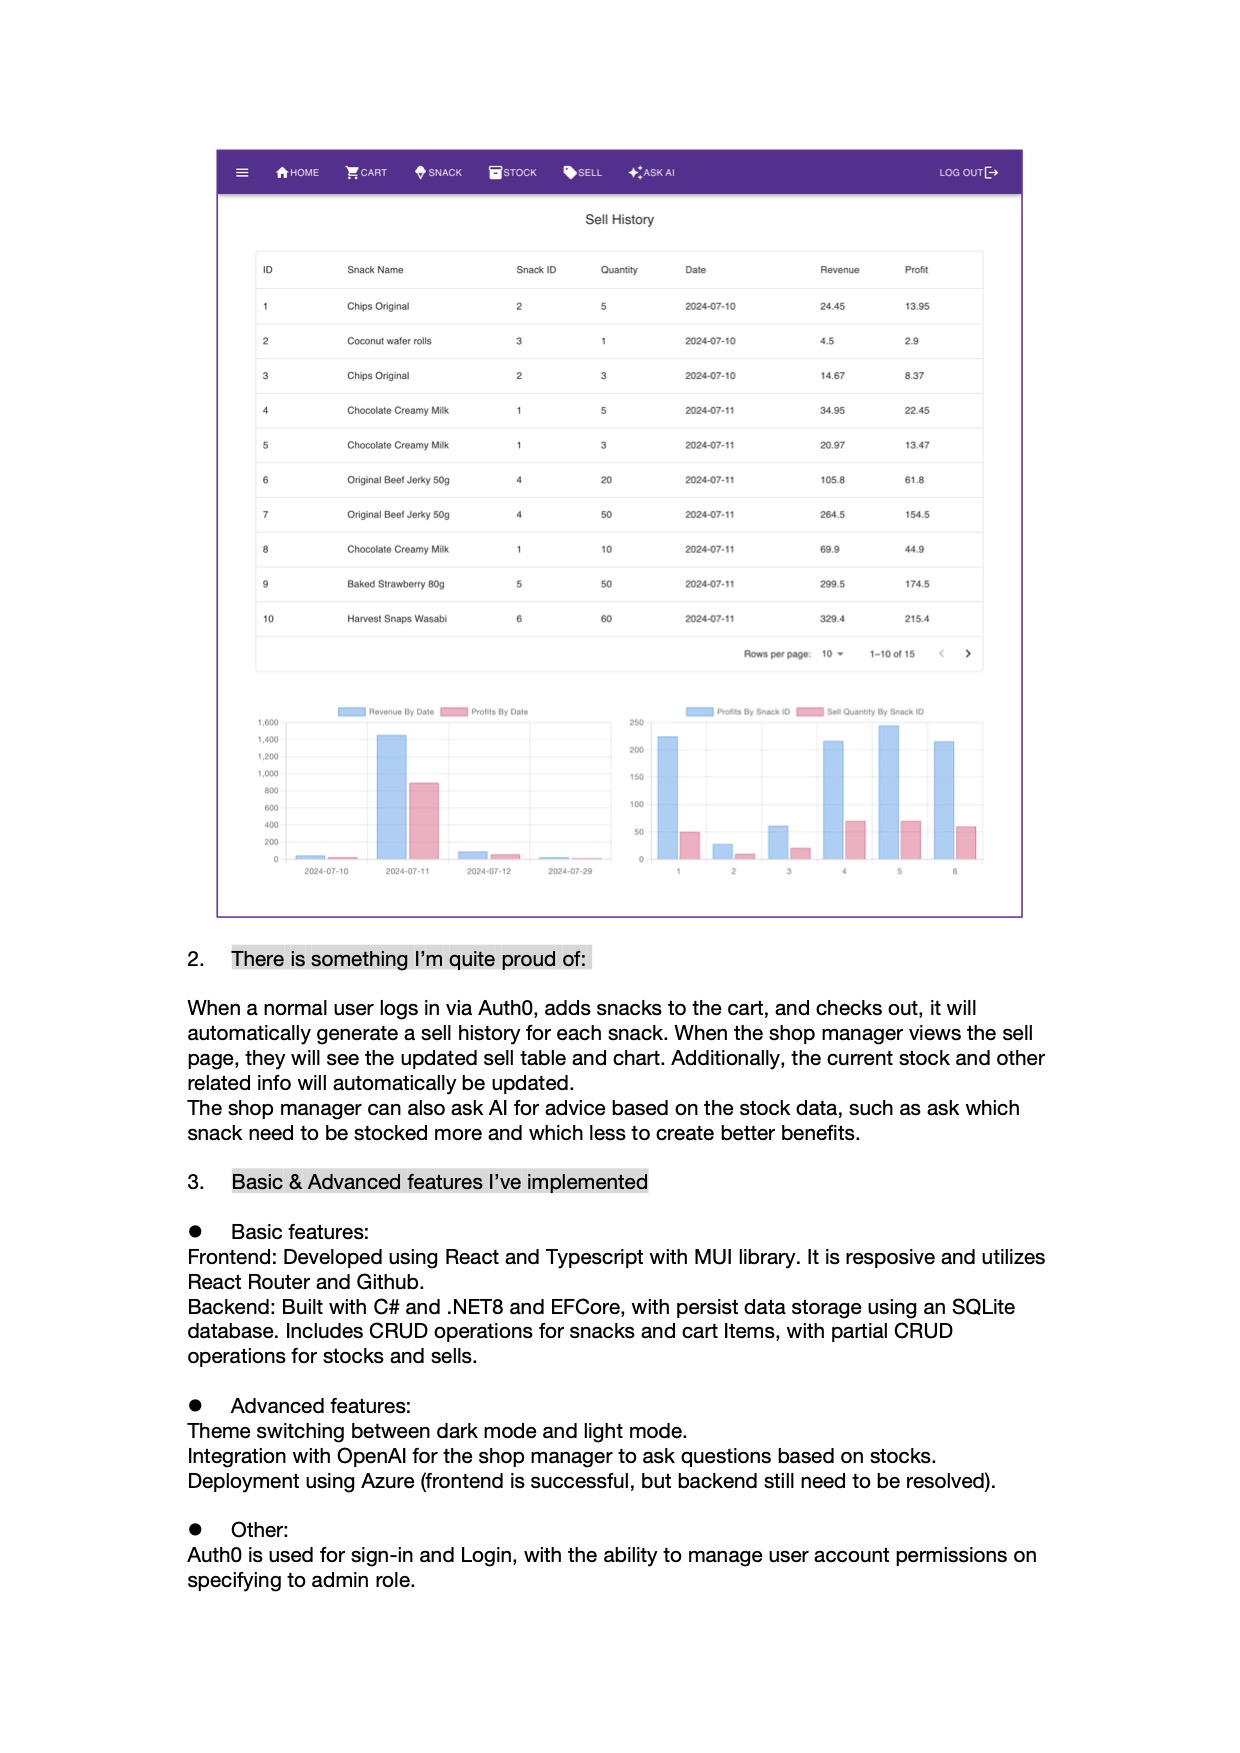 HOME CART SNACK STOCK SELL ASK AI LOG OUT
Sell History
ID Snack Name Snack ID Quantity Date Revenue Profit
1 Chips Original 2 5 2024-07-10 24.45 13.95
2 Coconut wafer rolls 3 1 2024-07-10 4.5 2.9
3 Chips Original 2 3 2024-07-10 14.67 8.37
4 Chocolate Creamy Milk 1 5 2024-07-11 34.95 22.45
5 Chocolate Creamy Milk 1 3 2024-07-11 20.97 13.47
6 Original Beef Jerky 50g 4 20 2024-07-11 105.8 61.8
7 Original Beef Jerky 50g 4 50 2024-07-11 264.5 154.5
8 Chocolate Creamy Milk 1 10 2024-07-11 69.9 44.9
9 Baked Strawberry 80g 5 50 2024-07-11 299.5 174.5
10 Harvest Snaps Wasabi 6 60 2024-07-11 329.4 215.4
Rows per page: 10 1–10 of 15
Revenue By Date Profits By Date
1,600
1,400
1,200
1,000
800
600
400
200
0
2024-07-10 2024-07-11 2024-07-12 2024-07-29
Profits By Snack ID Sell Quantity By Snack ID
250
200
150
100
50
0
1 2 3 4 5 6
2. There is something I'm quite proud of:
When a normal user logs in via Auth0, adds snacks to the cart, and checks out, it will
automatically generate a sell history for each snack. When the shop manager views the sell
page, they will see the updated sell table and chart. Additionally, the current stock and other
related info will automatically be updated.
The shop manager can also ask AI for advice based on the stock data, such as ask which
snack need to be stocked more and which less to create better benefits.
3. Basic & Advanced features I've implemented
● Basic features:
Frontend: Developed using React and Typescript with MUI library. It is resposive and utilizes
React Router and Github.
Backend: Built with C# and .NET8 and EFCore, with persist data storage using an SQLite
database. Includes CRUD operations for snacks and cart Items, with partial CRUD
operations for stocks and sells.
● Advanced features:
Theme switching between dark mode and light mode.
Integration with OpenAI for the shop manager to ask questions based on stocks.
Deployment using Azure (frontend is successful, but backend still need to be resolved).
● Other:
Auth0 is used for sign-in and Login, with the ability to manage user account permissions on
specifying to admin role.